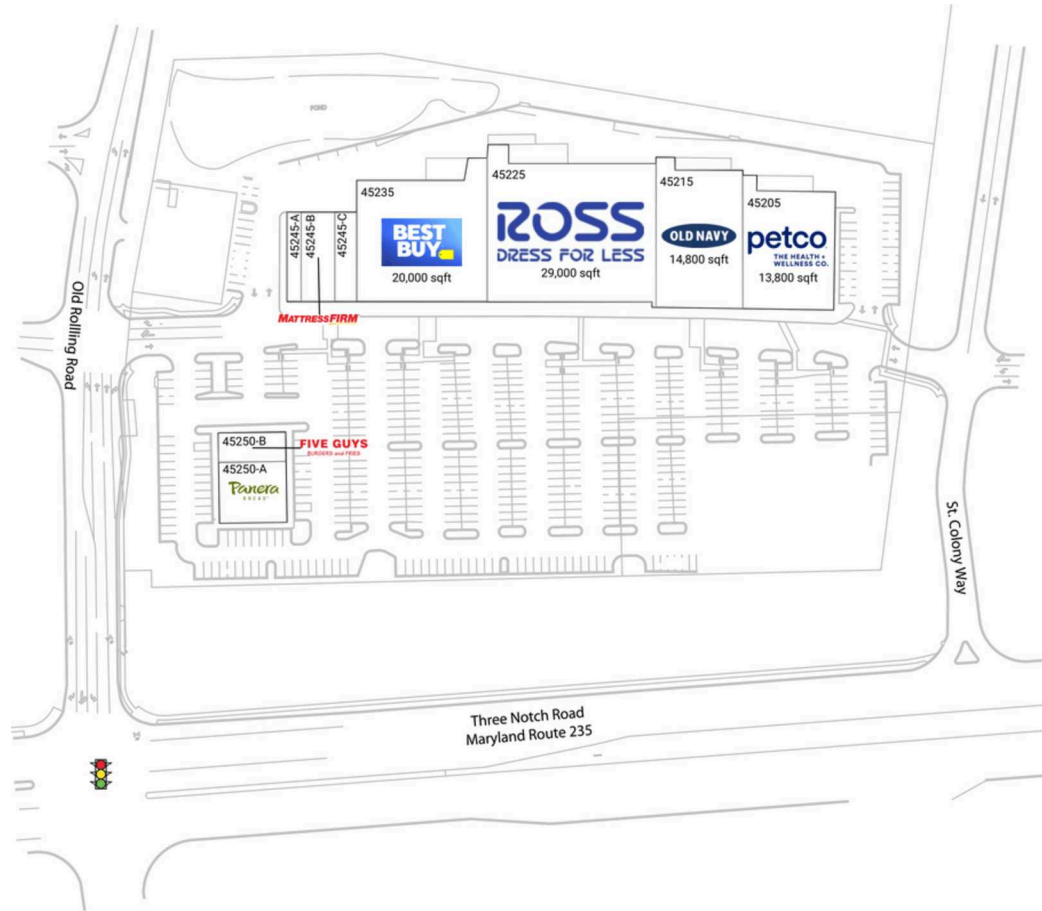 POND
45225
45235
45215
45205
45245-A
45245-B
45245-C
BEST
BUY
20,000 sqft
ROSS
DRESS FOR LESS
29,000 sqft
OLD NAVY
14,800 sqft
petco
THE HEALTH +
WELLNESS CO.
13,800 sqft
MATTRESSFIRM
Old Rollling Road
45250-B
FIVE GUYS
BURGERS and FRIES
45250-A
Panera
BREAD
St. Colony Way
Three Notch Road
Maryland Route 235